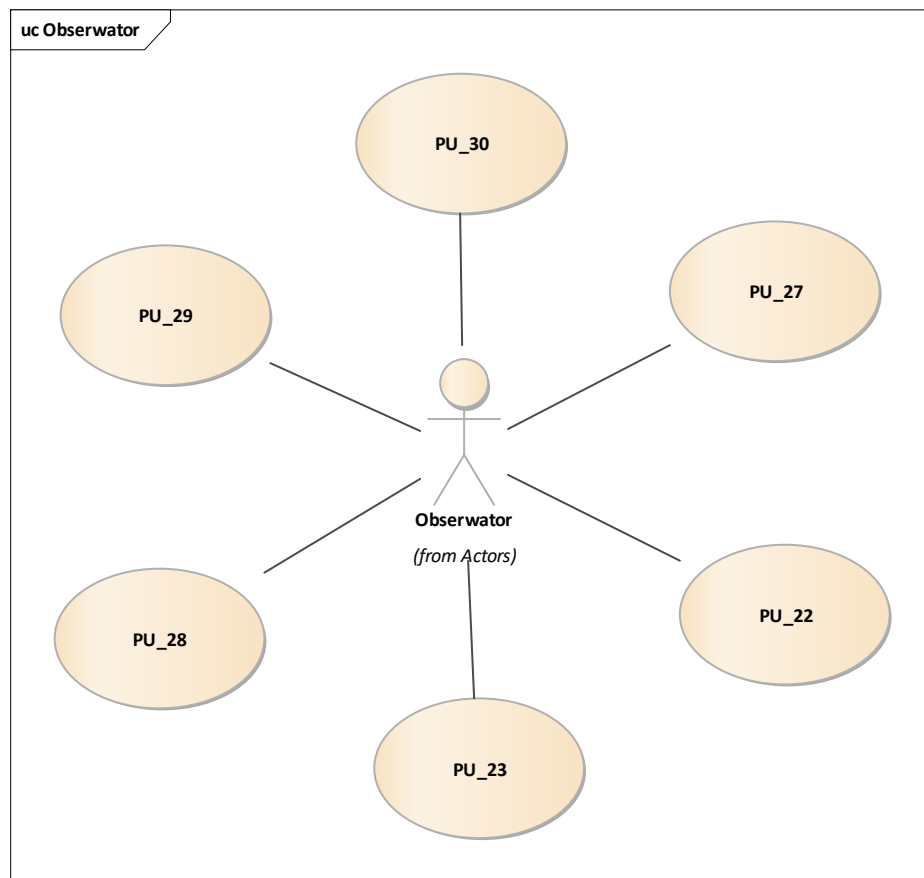 uc Obserwator
PU_30
PU_27
PU_29
Obserwator
(from Actors)
PU_22
PU_28
PU_23